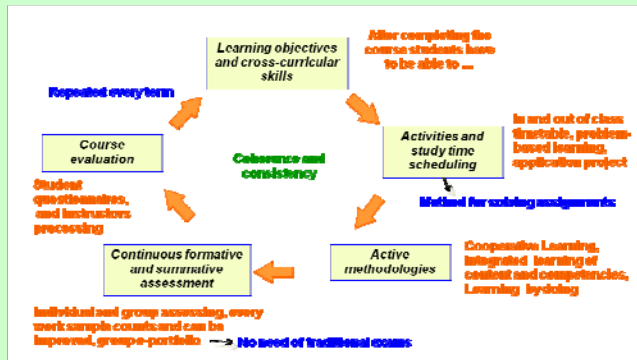 Learning objectives
and cross-curricular
skills
After completing the
course students have
to be able to ...
Repeated every term
Activities and
study time
scheduling
In and out of class
timetable, problem-
based learning,
application project
Course
evaluation
Coherence and
consistency
Method for solving assignments
Student
questionnaires,
and instructors
processing
Continuous formative
and summative
assessment
Active
methodologies
Cooperative Learning,
Integrated learning of
content and competencies,
Learning by doing
Individual and group assessing, every
work sample counts and can be
improved, groupe-portfolio
No need of traditional exams